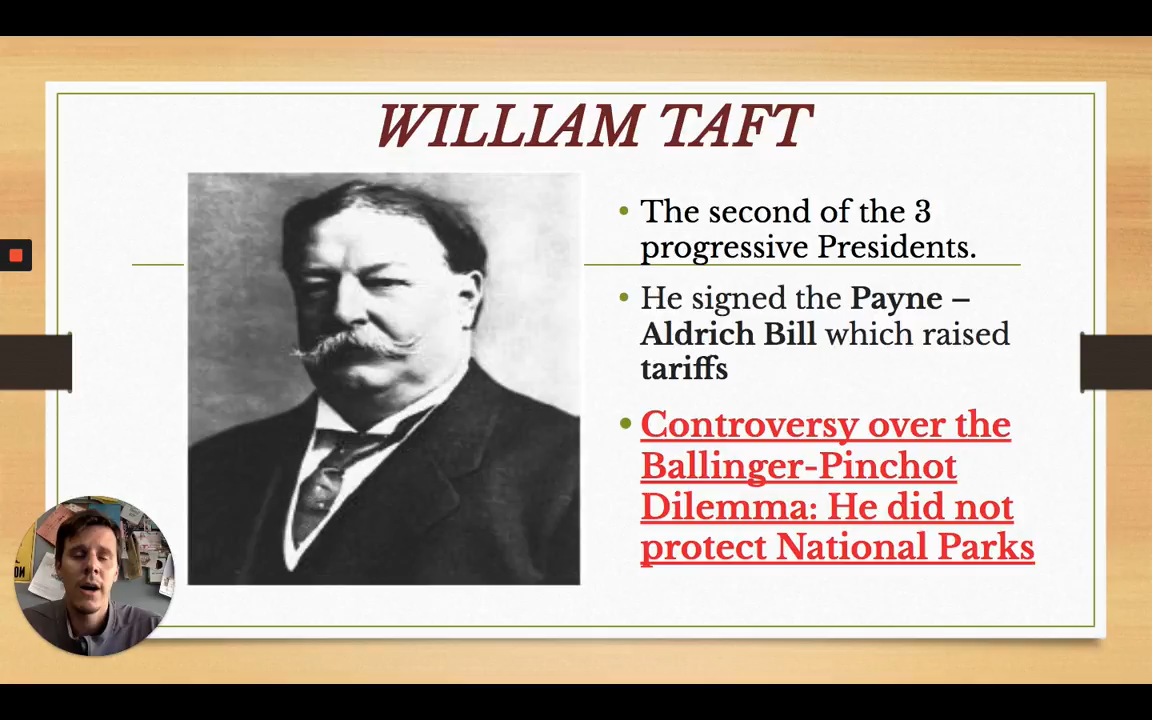 WILLIAM TAFT
• The second of the 3
progressive Presidents.
• He signed the Payne –
Aldrich Bill which raised
tariffs
• Controversy over the
Ballinger-Pinchot
Dilemma: He did not
protect National Parks